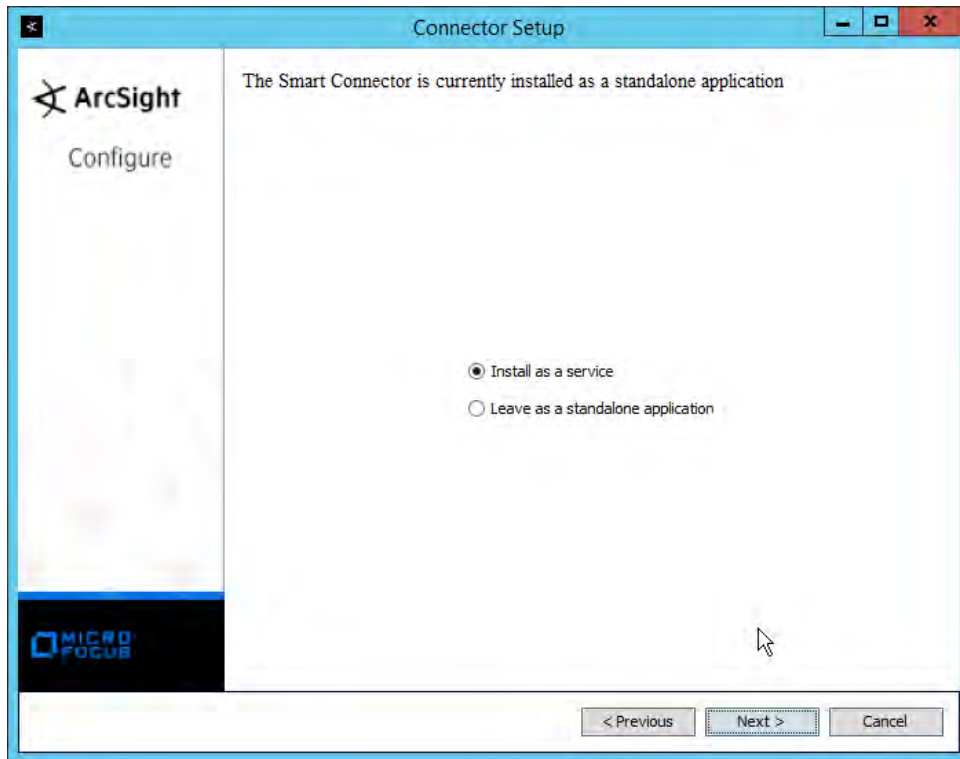 Connector Setup
ArcSight
Configure
The Smart Connector is currently installed as a standalone application
Install as a service
Leave as a standalone application
MICRO
FOCUS
< Previous
Next >
Cancel